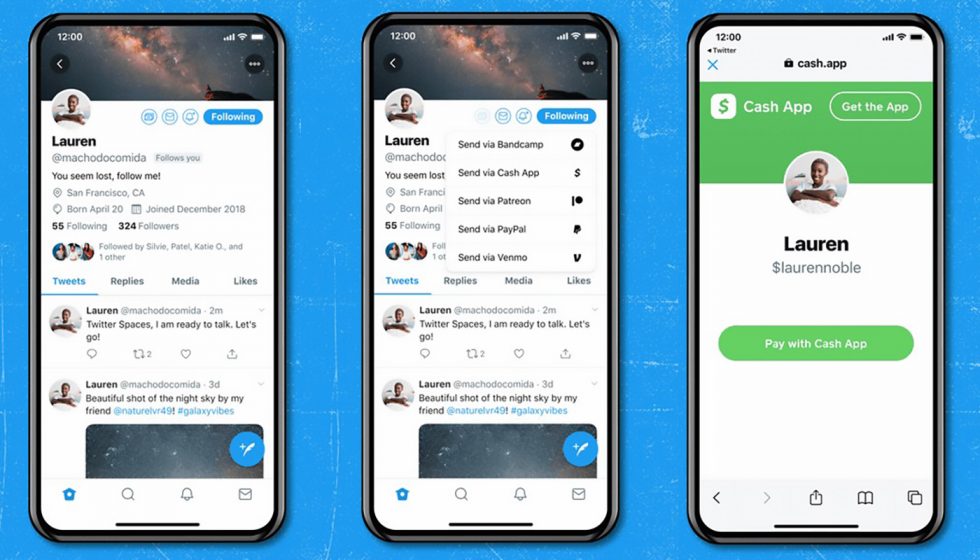 12:00
Following
Lauren
@machodocomida Follows you
You seem lost, follow me!
San Francisco, CA
Born April 20 Joined December 2018
55 Following 324 Followers
Followed by Silvie, Patel, Katie O., and
1 other
Tweets Replies Media Likes
Lauren @machodocomida · 2m
Twitter Spaces, I am ready to talk. Let's
go!
2
Lauren @machodocomida · 3d
Beautiful shot of the night sky by my
friend @naturelvr49! #galaxyvibes
12:00
Following
Lauren
@machodocomid
You seem lost
San Franci
Born April
55 Following
Foll
1 other
Send via Bandcamp
Send via Cash App
$
Send via Patreon
Send via PayPal
Send via Venmo
Tweets Replies Media Likes
Lauren @machodocomida · 2m
Twitter Spaces, I am ready to talk. Let's
go!
2
Lauren @machodocomida · 3d
Beautiful shot of the night sky by my
friend @naturelvr49! #galaxyvibes
12:00
Twitter
cash.app
$ Cash App Get the App
Lauren
$laurennoble
Pay with Cash App